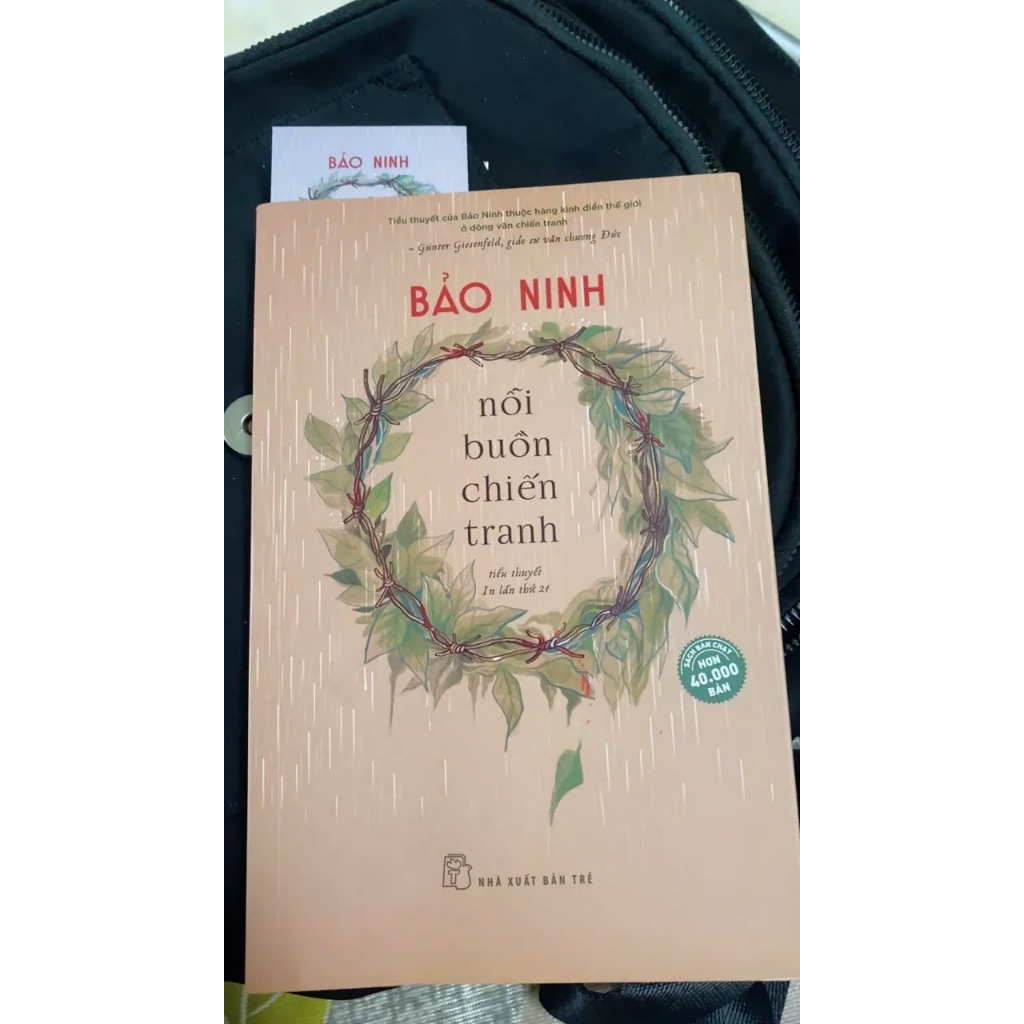 BẢO NINH
Tiểu thuyết của Bảo Ninh thuộc hàng kinh điển thế giới
ở dòng văn chiến tranh
– Günter Giesenfeld, giáo sư văn chương Đức
BẢO NINH
nỗi
buồn
chiến
tranh
tiểu thuyết
In lần thứ 21
SÁCH BÁN CHẠY
HƠN
40.000
BẢN
NHÀ XUẤT BẢN TRẺ